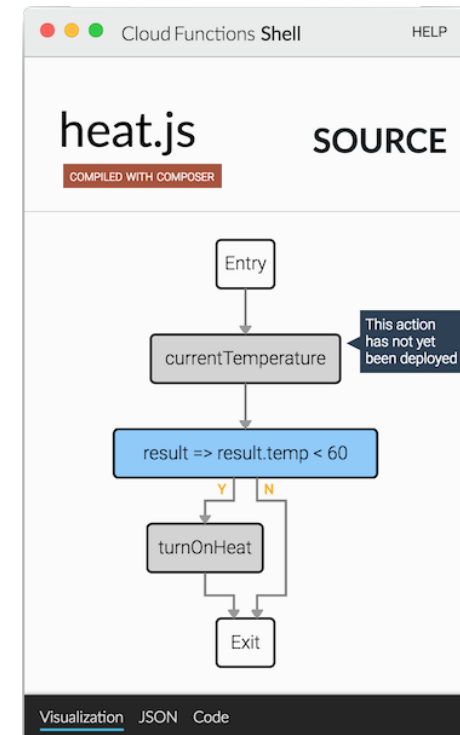 Cloud Functions Shell HELP
heat.js SOURCE
COMPILED WITH COMPOSER
Entry
This action
has not yet
been deployed
currentTemperature
result => result.temp < 60
Y N
turnOnHeat
Exit
Visualization JSON Code